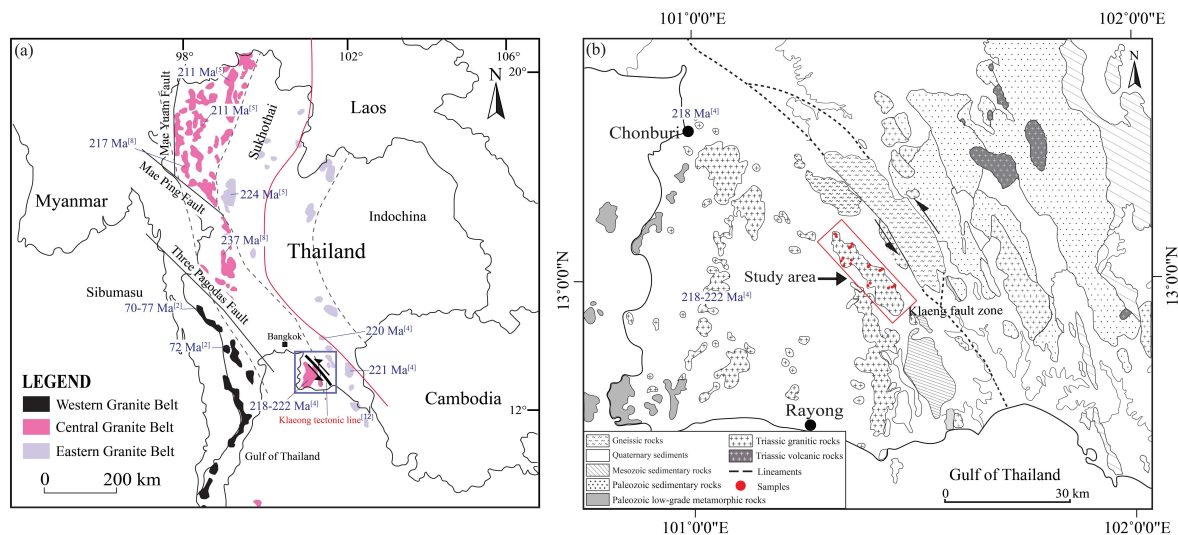 (a)
98°
102°
106°
20°
N
211 Ma[5]
211 Ma[5]
Mae Yuam Fault
Sukhothai
Laos
217 Ma[8]
Mae Ping Fault
224 Ma[5]
Myanmar
Indochina
237 Ma[8]
Thailand
Three Pagodas Fault
Sibumasu
70-77 Ma[2]
Bangkok
220 Ma[4]
72 Ma[2]
221 Ma[4]
LEGEND
Western Granite Belt
Central Granite Belt
Eastern Granite Belt
218-222 Ma[4]
Cambodia
12°
Klaeong tectonic line[12]
Gulf of Thailand
0 200 km
(b)
101°0'0"E
102°0'0"E
N
218 Ma[4]
Chonburi
13°0'0"N
13°0'0"N
Study area
218-222 Ma[4]
Klaeng fault zone
Rayong
Gneissic rocks
Quaternary sediments
Mesozoic sedimentary rocks
Paleozoic sedimentary rocks
Paleozoic low-grade metamorphic rocks
Triassic granitic rocks
Triassic volcanic rocks
Lineaments
Samples
Gulf of Thailand
0 30 km
101°0'0"E
102°0'0"E